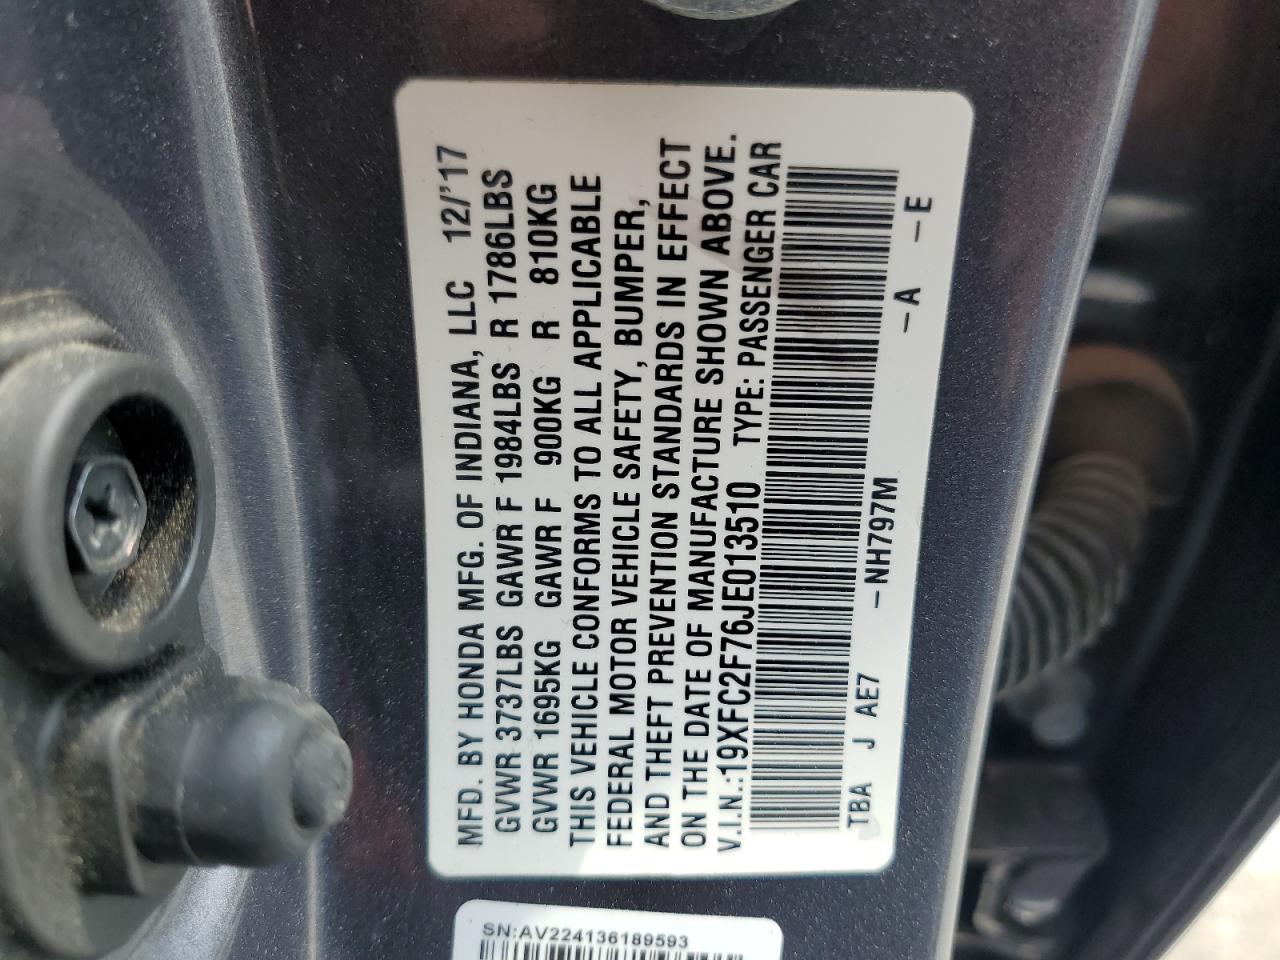 MFD. BY HONDA MFG. OF INDIANA, LLC 12/'17
GVWR 3737LBS GAWR F 1984LBS R 1786LBS
GVWR 1695KG GAWR F 900KG R 810KG
THIS VEHICLE CONFORMS TO ALL APPLICABLE
FEDERAL MOTOR VEHICLE SAFETY, BUMPER,
AND THEFT PREVENTION STANDARDS IN EFFECT
ON THE DATE OF MANUFACTURE SHOWN ABOVE.
V.I.N.:19XFC2F76JE013510 TYPE: PASSENGER CAR
TBA J AE7 -NH797M -A -E
SN:AV224136189593